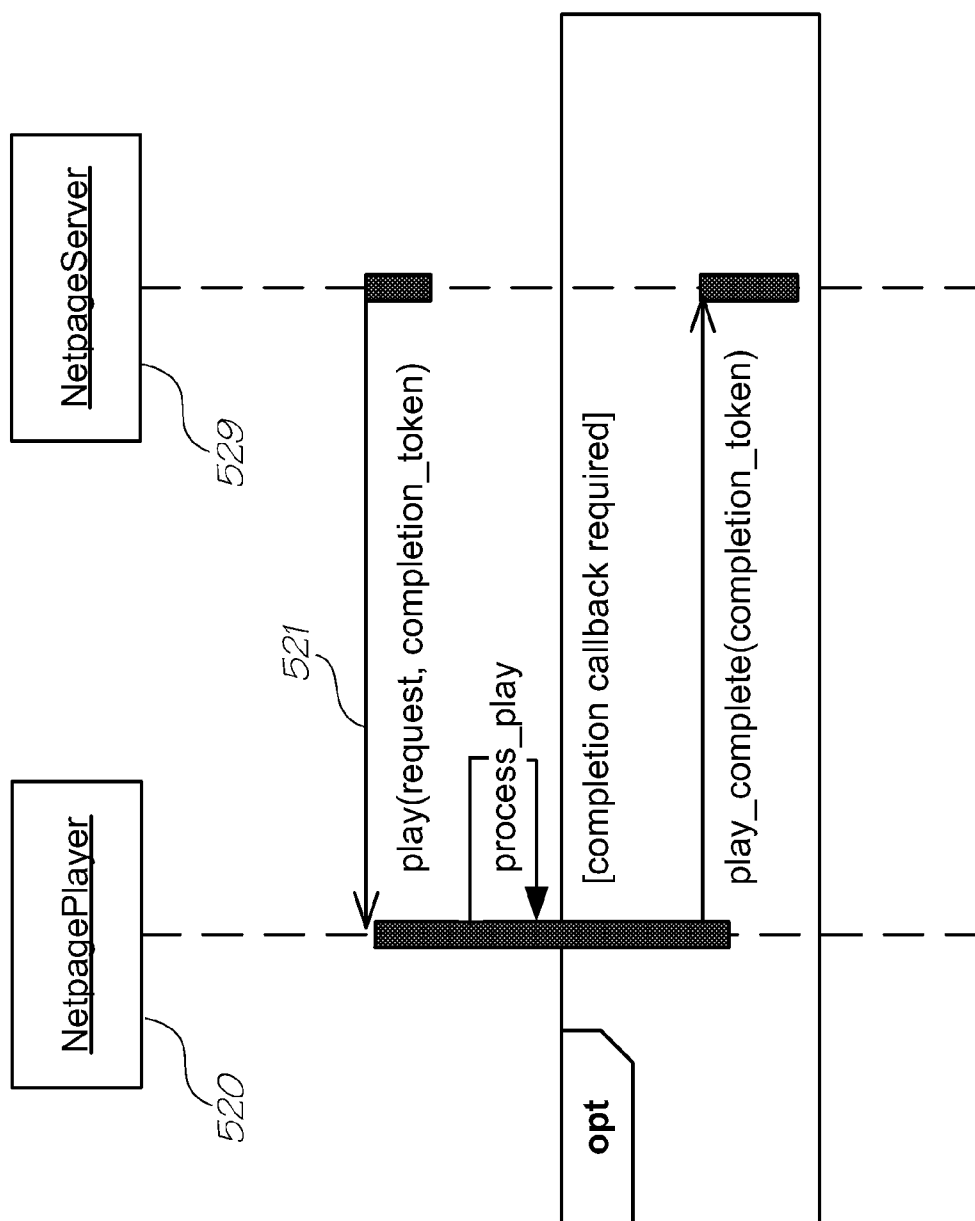 NetpagePlayer
NetpageServer
520
529
521
play(request, completion_token)
process_play
opt
[completion callback required]
play_complete(completion_token)